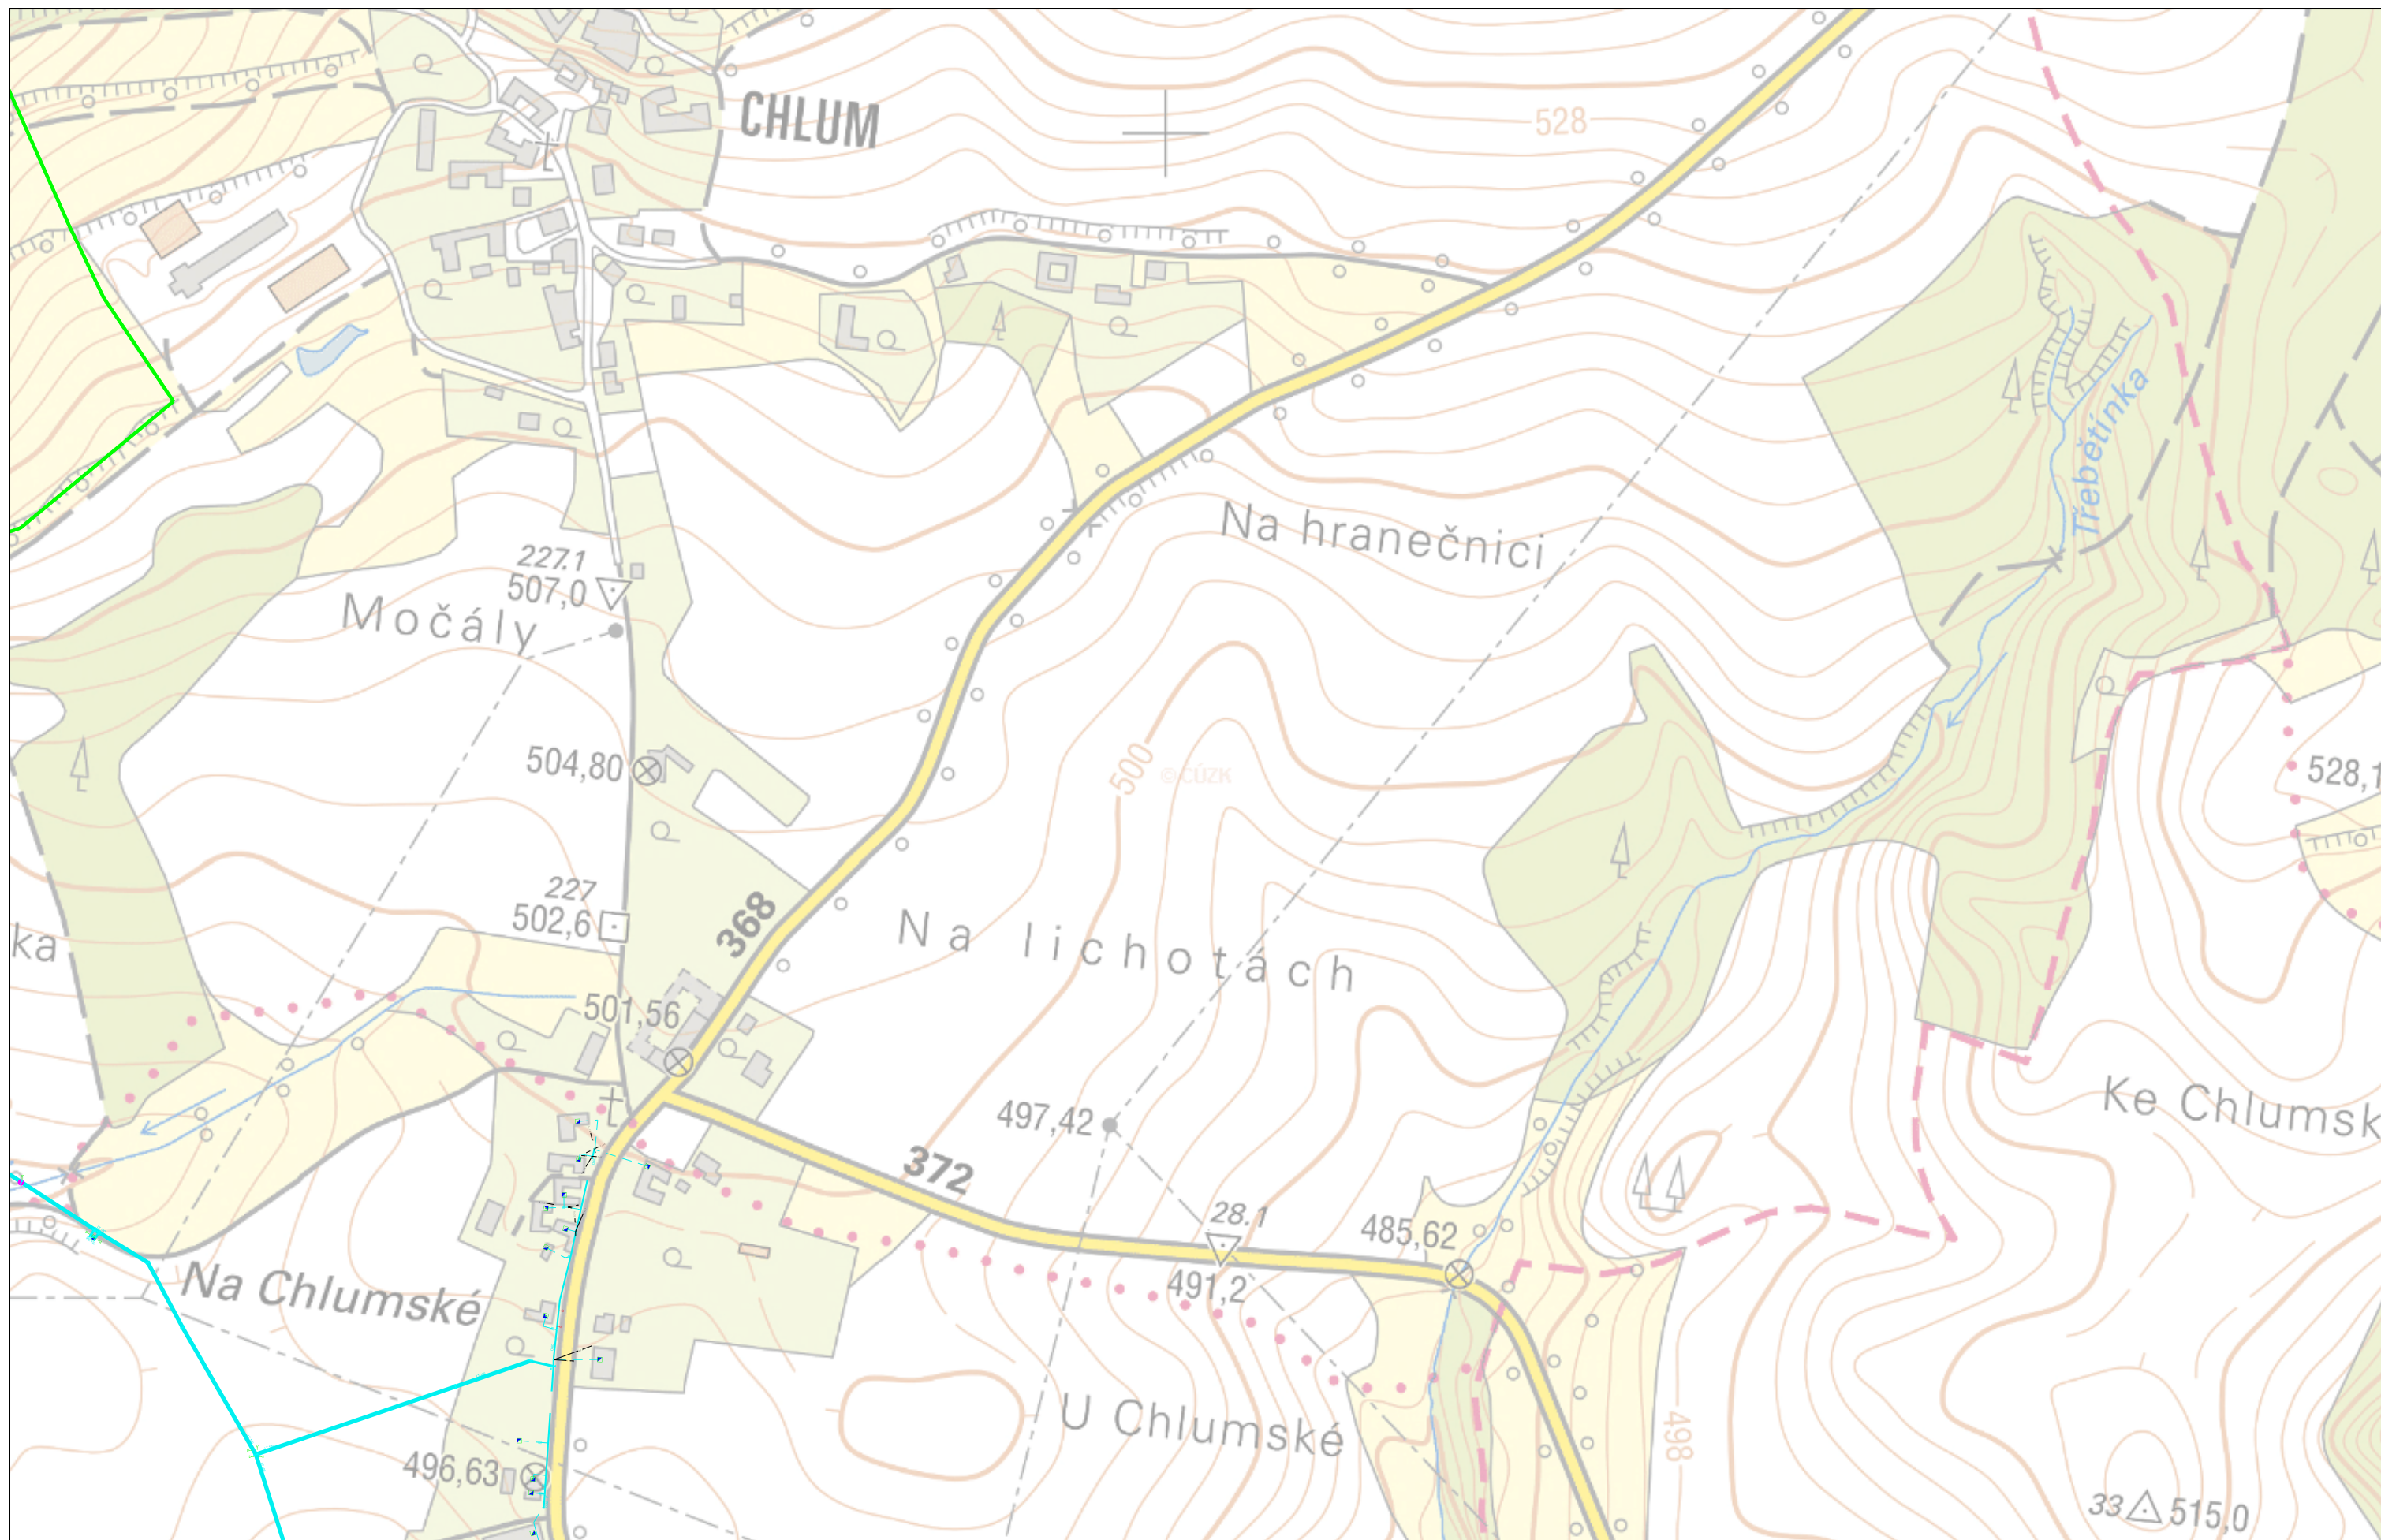 CHLUM
528
Třebětínka
Na hranečnici
227.1
507,0
Močály
504,80
500
© ČÚZK
528,1
227
502,6
368
Na lichotách
ka
501,56
497,42
Ke Chlumsk
372
28.1
485,62
491,2
Na Chlumské
U Chlumské
498
496,63
33
515,0